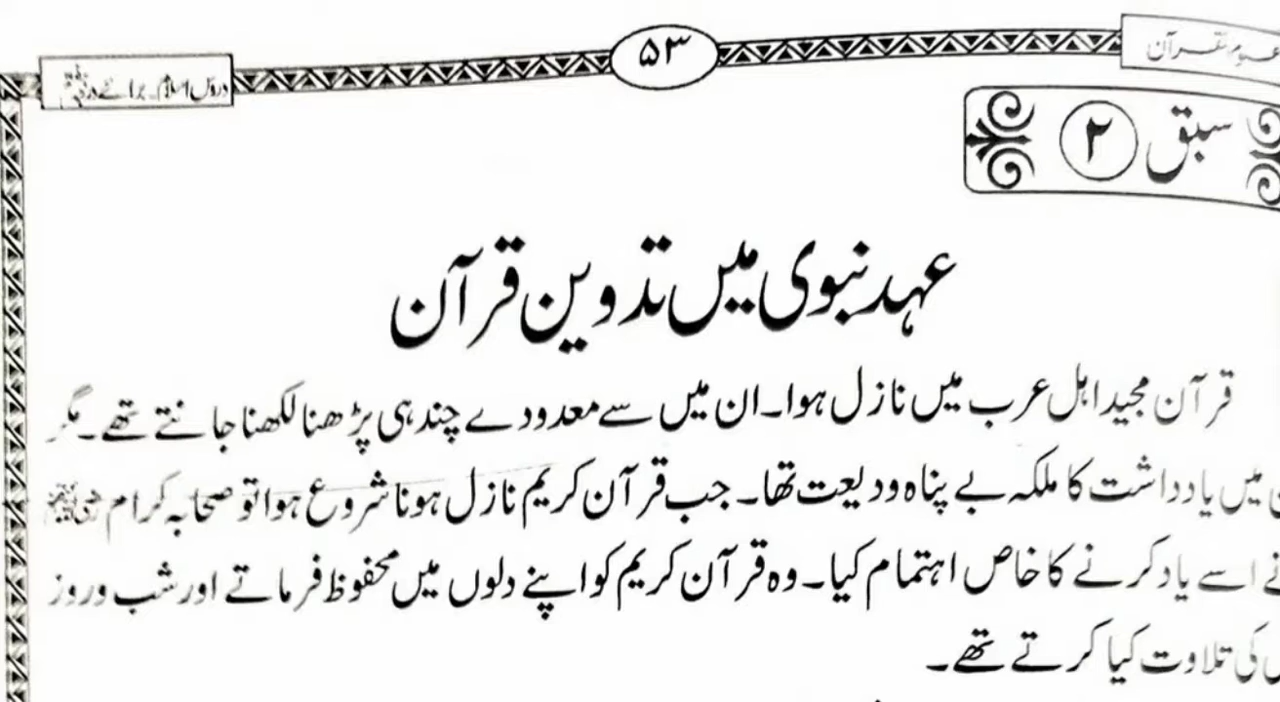 علوم القرآن
۵۳
دروس اسلام۔ برائے
سبق ۲
عہد نبوی میں تدوین قرآن
قرآن مجید اہل عرب میں نازل ہوا۔ ان میں سے معدودے چند ہی پڑھنا لکھنا جانتے تھے۔ مگر
میں یادداشت کا ملکہ بے پناہ ودیعت تھا۔ جب قرآن کریم نازل ہونا شروع ہوا تو صحابہ کرام
نے اسے یاد کرنے کا خاص اہتمام کیا۔ وہ قرآن کریم کو اپنے دلوں میں محفوظ فرماتے اور شب و روز
کی تلاوت کیا کرتے تھے۔